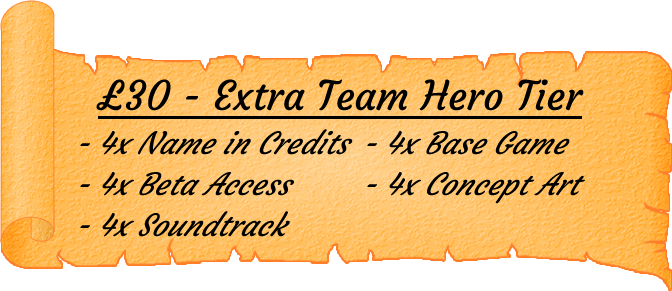 £30 - Extra Team Hero Tier
- 4x Name in Credits - 4x Base Game
- 4x Beta Access - 4x Concept Art
- 4x Soundtrack